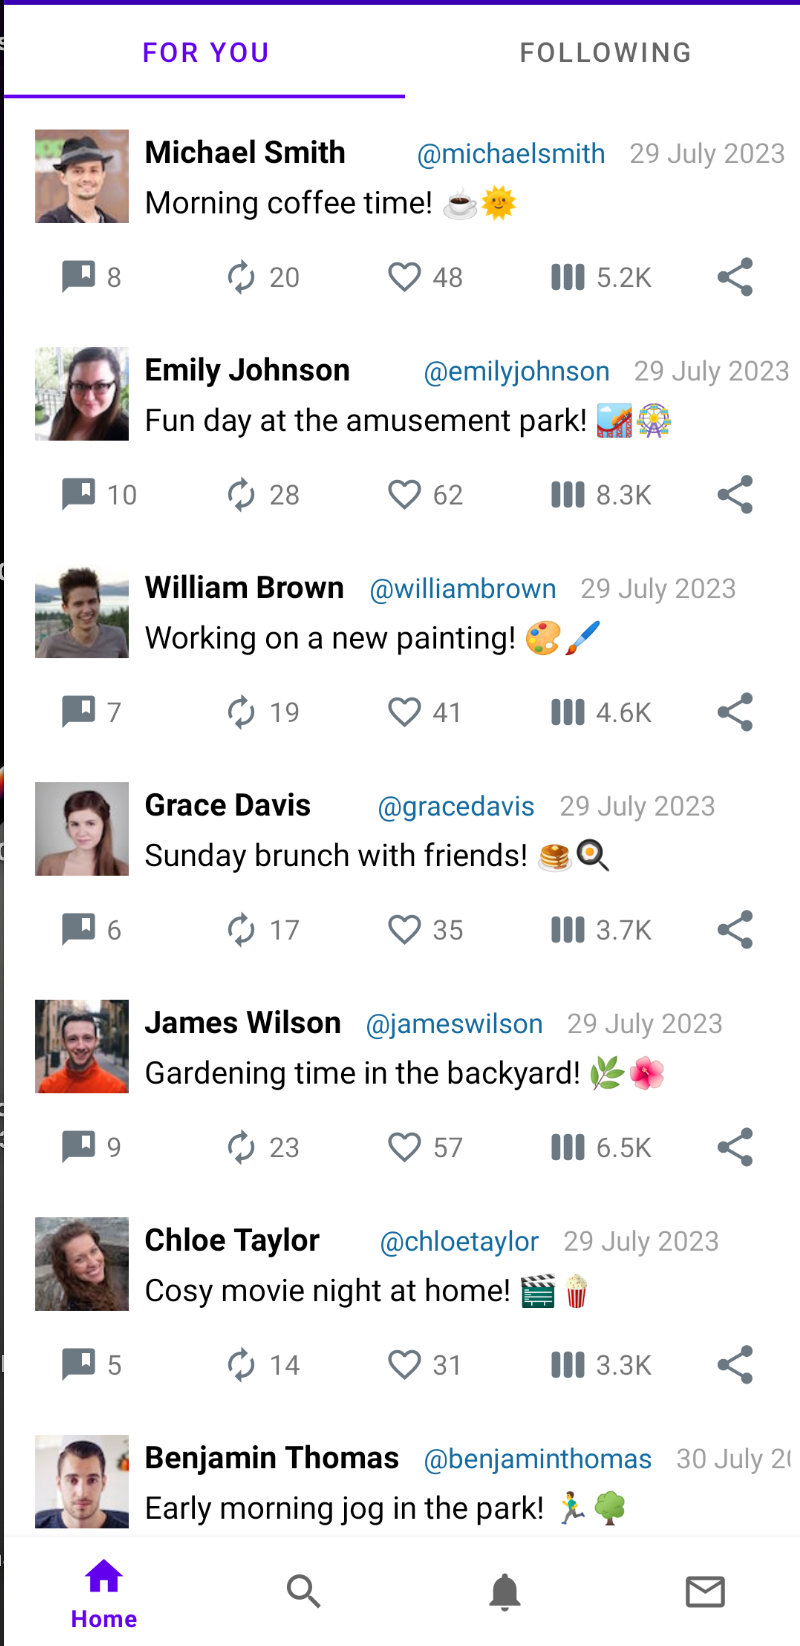 FOR YOU FOLLOWING
Michael Smith @michaelsmith 29 July 2023
Morning coffee time! ☕🌞
8 20 48 5.2K
Emily Johnson @emilyjohnson 29 July 2023
Fun day at the amusement park! 🎢🎡
10 28 62 8.3K
William Brown @williambrown 29 July 2023
Working on a new painting! 🎨🖌️
7 19 41 4.6K
Grace Davis @gracedavis 29 July 2023
Sunday brunch with friends! 🥞🍳
6 17 35 3.7K
James Wilson @jameswilson 29 July 2023
Gardening time in the backyard! 🌿🌺
9 23 57 6.5K
Chloe Taylor @chloetaylor 29 July 2023
Cosy movie night at home! 🎬🍿
5 14 31 3.3K
Benjamin Thomas @benjaminthomas 30 July
Early morning jog in the park! 🏃‍♂️🌳
Home